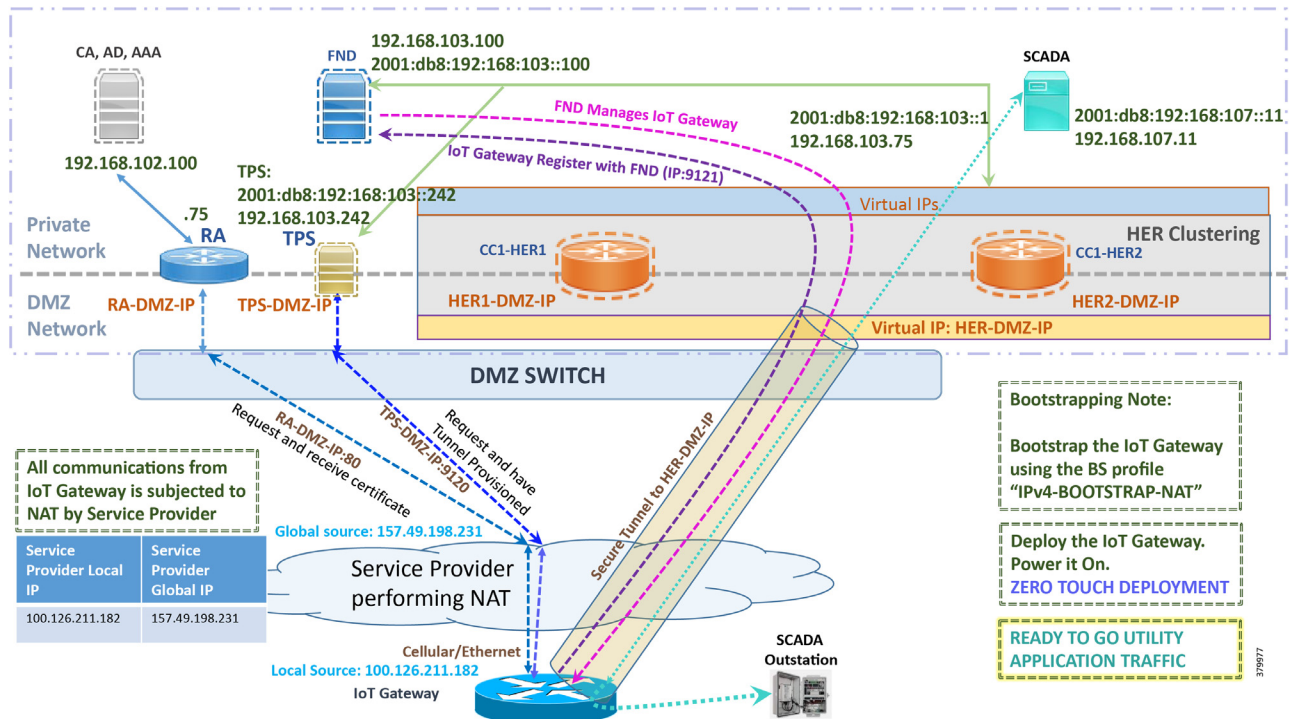 CA, AD, AAA
FND
192.168.103.100
2001:db8:192:168:103::100
SCADA
FND Manages IoT Gateway
2001:db8:192:168:103::1
192.168.103.75
2001:db8:192:168:107::11
192.168.107.11
IoT Gateway Register with FND (IP:9121)
192.168.102.100
TPS:
2001:db8:192:168:103::242
192.168.103.242
.75
RA
TPS
Virtual IPs
Private
Network
HER Clustering
CC1-HER1
CC1-HER2
DMZ
Network
RA-DMZ-IP
TPS-DMZ-IP
HER1-DMZ-IP
HER2-DMZ-IP
Virtual IP: HER-DMZ-IP
DMZ SWITCH
RA-DMZ-IP:80
Request and receive certificate
TPS-DMZ-IP:9120
Request and have
Tunnel Provisioned
Secure Tunnel to HER-DMZ-IP
Bootstrapping Note:
Bootstrap the IoT Gateway
using the BS profile
“IPv4-BOOTSTRAP-NAT”
All communications from
IoT Gateway is subjected to
NAT by Service Provider
Global source: 157.49.198.231
Service
Provider Local
IP
Service
Provider
Global IP
100.126.211.182
157.49.198.231
Service Provider
performing NAT
Deploy the IoT Gateway.
Power it On.
ZERO TOUCH DEPLOYMENT
Cellular/Ethernet
Local Source: 100.126.211.182
IoT Gateway
SCADA
Outstation
READY TO GO UTILITY
APPLICATION TRAFFIC
379977